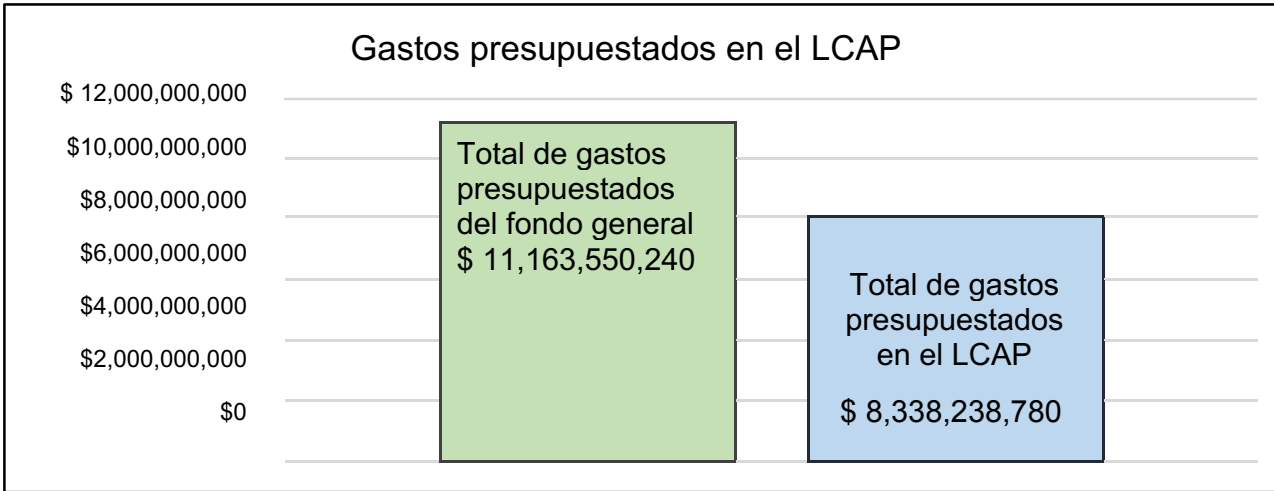 Gastos presupuestados en el LCAP
$ 12,000,000,000
$10,000,000,000
$8,000,000,000
$6,000,000,000
$4,000,000,000
$2,000,000,000
$0
Total de gastos
presupuestados
del fondo general
$ 11,163,550,240
Total de gastos
presupuestados
en el LCAP
$ 8,338,238,780